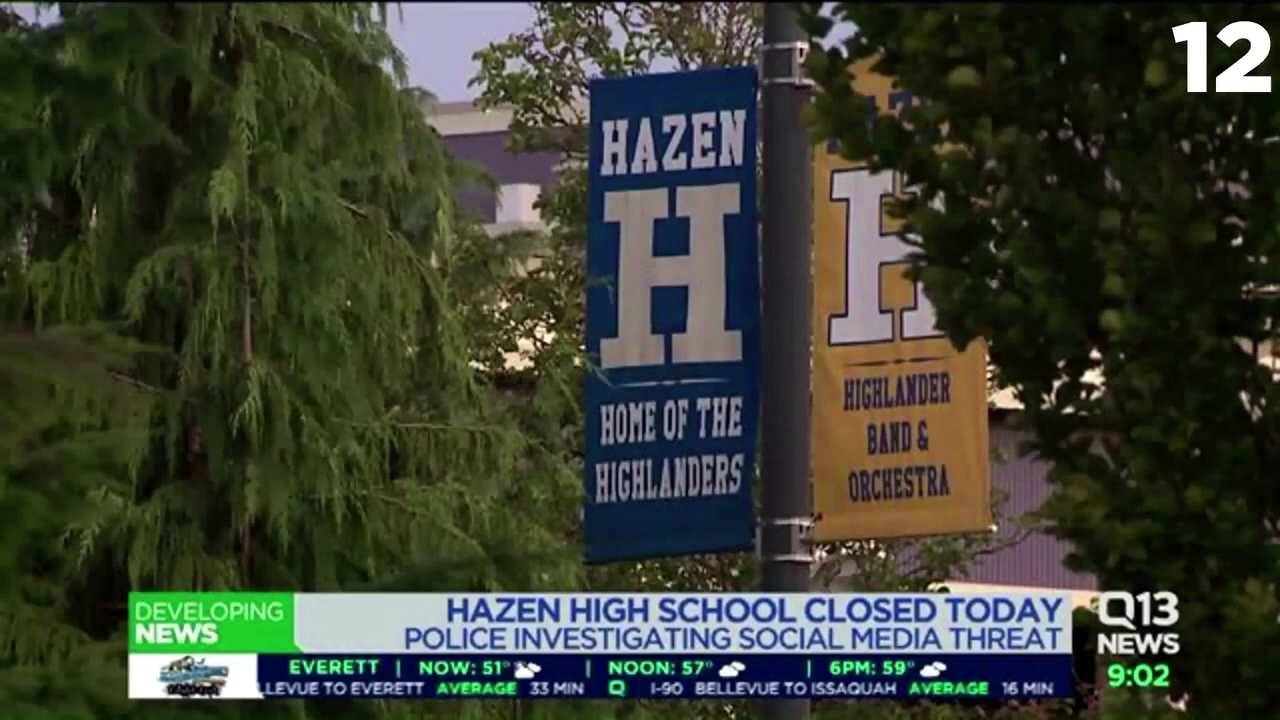 12
HAZEN
H
HOME OF THE
HIGHLANDERS
H
HIGHLANDER
BAND &
ORCHESTRA
DEVELOPING
NEWS
HAZEN HIGH SCHOOL CLOSED TODAY
POLICE INVESTIGATING SOCIAL MEDIA THREAT
Q13
NEWS
9:02
EVERETT | NOW: 51° | NOON: 57° | 6PM: 59°
LLEVUE TO EVERETT AVERAGE 33 MIN Q I-90 BELLEVUE TO ISSAQUAH AVERAGE 16 MIN